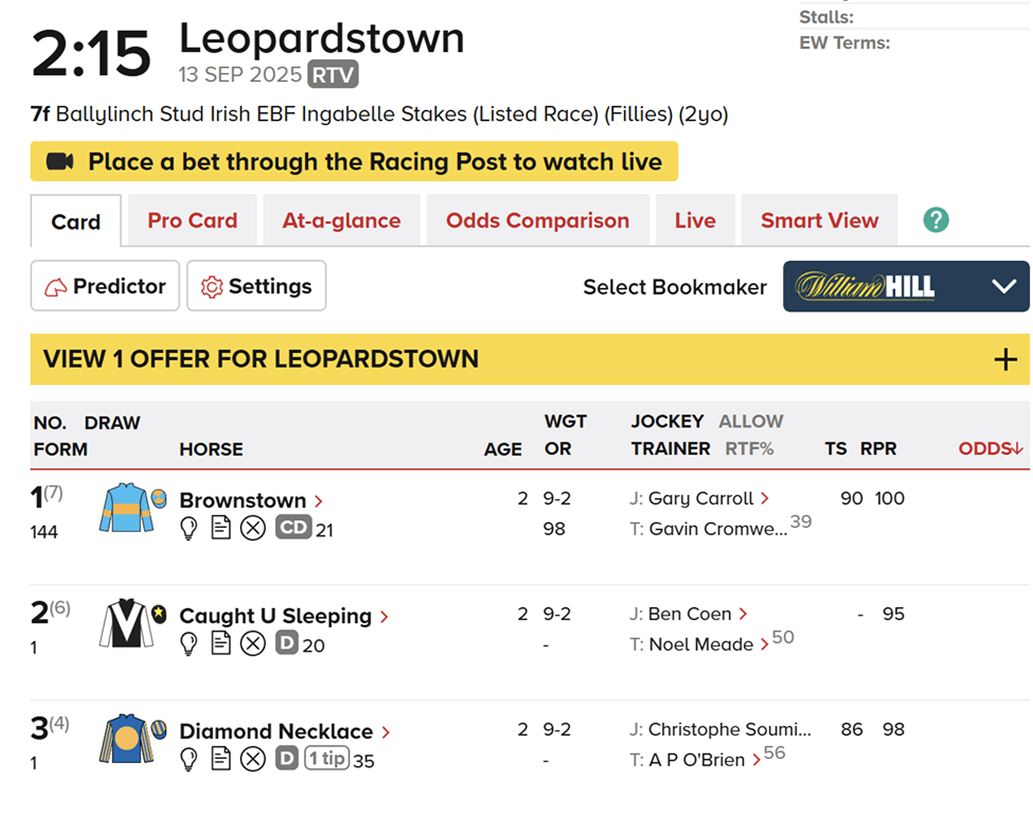 2:15 Leopardstown
13 SEP 2025 RTV
Stalls:
EW Terms:
7f Ballylinch Stud Irish EBF Ingabelle Stakes (Listed Race) (Fillies) (2yo)
Place a bet through the Racing Post to watch live
Card Pro Card At-a-glance Odds Comparison Live Smart View ?
Predictor Settings Select Bookmaker William HILL
VIEW 1 OFFER FOR LEOPARDSTOWN +
NO. DRAW WGT JOCKEY ALLOW
FORM HORSE AGE OR TRAINER RTF% TS RPR ODDS↓
1(7) Brownstown > 2 9-2 J: Gary Carroll > 90 100
144 CD 21 98 T: Gavin Cromwe... 39
2(6) Caught U Sleeping > 2 9-2 J: Ben Coen > - 95
1 D 20 - T: Noel Meade > 50
3(4) Diamond Necklace > 2 9-2 J: Christophe Soumi... 86 98
1 D 1 tip 35 - T: A P O'Brien > 56